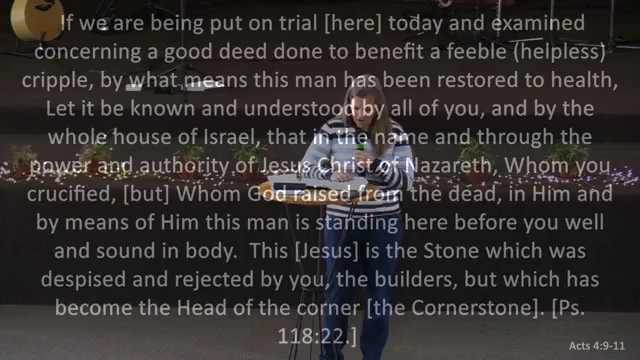 If we are being put on trial [here] today and examined
concerning a good deed done to benefit a feeble (helpless)
cripple, by what means this man has been restored to health,
Let it be known and understood by all of you, and by the
whole house of Israel, that in the name and through the
power and authority of Jesus Christ of Nazareth, Whom you
crucified, [but] Whom God raised from the dead, in Him and
by means of Him this man is standing here before you well
and sound in body.  This [Jesus] is the Stone which was
despised and rejected by you, the builders, but which has
become the Head of the corner [the Cornerstone]. [Ps.
118:22.]
Acts 4:9-11